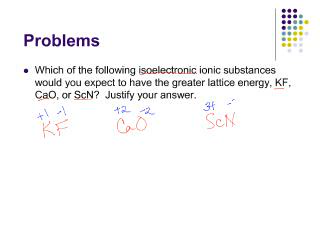 Problems
Which of the following isoelectronic ionic substances
would you expect to have the greater lattice energy, KF,
CaO, or ScN? Justify your answer.
+1 -1 +2 -2 3+
KF CaO ScN